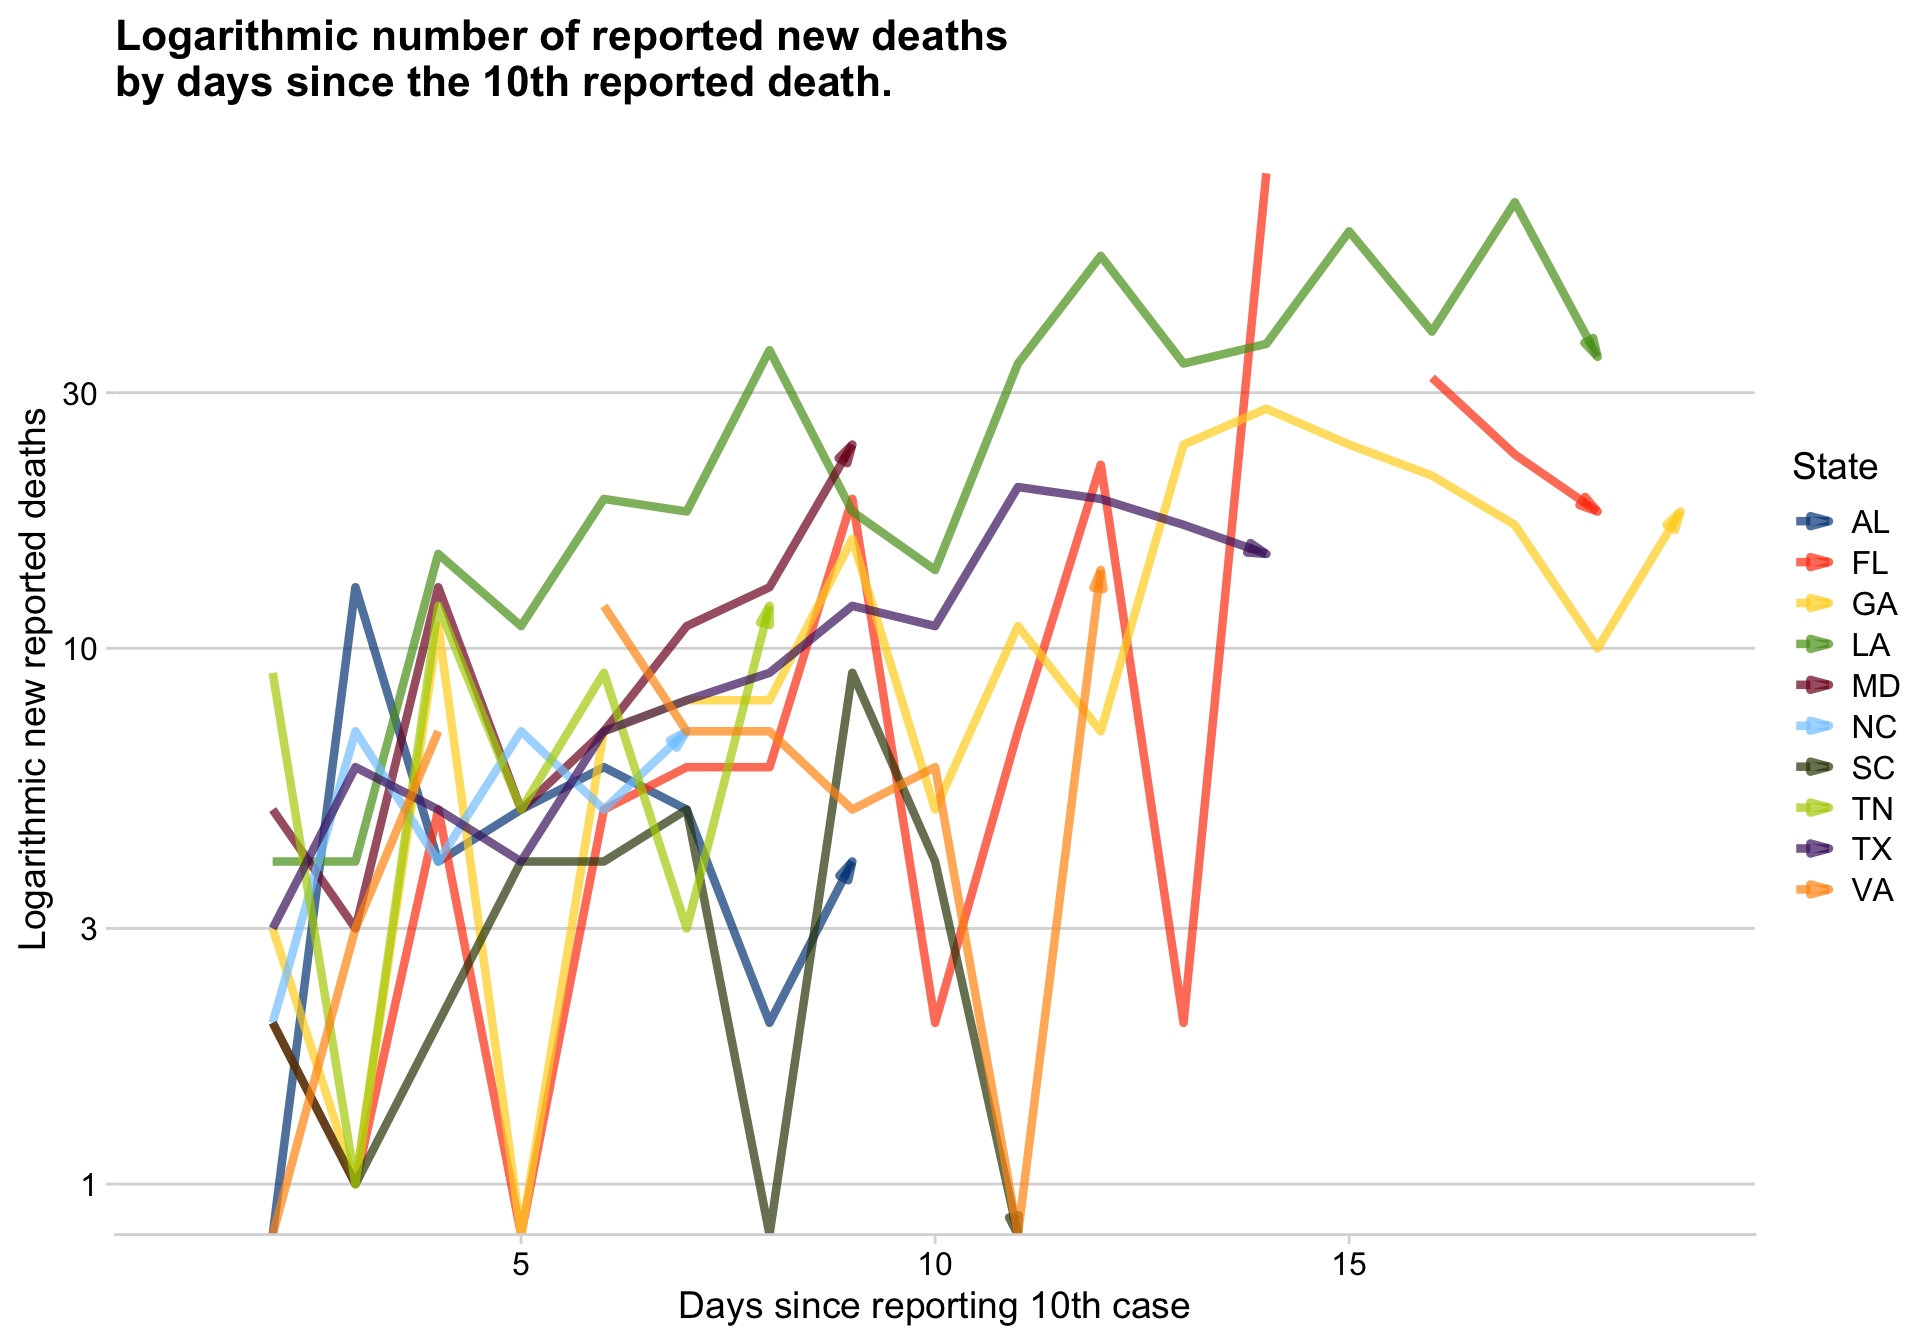 Logarithmic number of reported new deaths
by days since the 10th reported death.
Logarithmic new reported deaths
30
10
3
1
5
10
15
Days since reporting 10th case
State
AL
FL
GA
LA
MD
NC
SC
TN
TX
VA